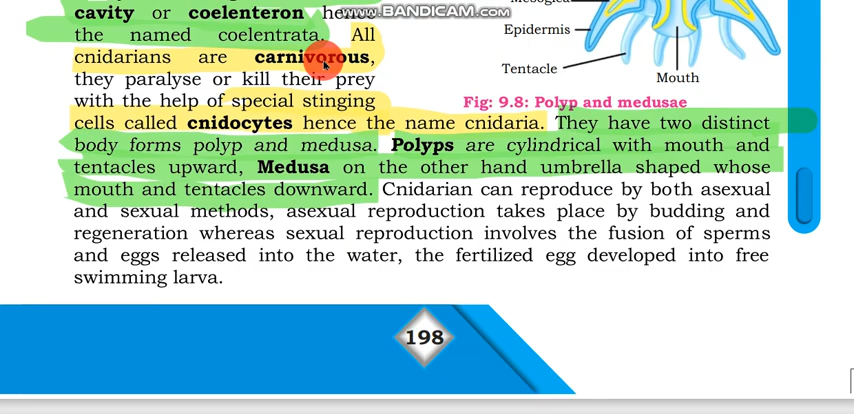 cavity or coelenteron
www.BANDICAM.com
the named coelentrata. All
cnidarians are carnivorous,
they paralyse or kill their prey
with the help of special stinging
Epidermis
Tentacle
Mouth
Fig: 9.8: Polyp and medusae
cells called cnidocytes hence the name cnidaria. They have two distinct
body forms polyp and medusa. Polyps are cylindrical with mouth and
tentacles upward, Medusa on the other hand umbrella shaped whose
mouth and tentacles downward. Cnidarian can reproduce by both asexual
and sexual methods, asexual reproduction takes place by budding and
regeneration whereas sexual reproduction involves the fusion of sperms
and eggs released into the water, the fertilized egg developed into free
swimming larva.
198